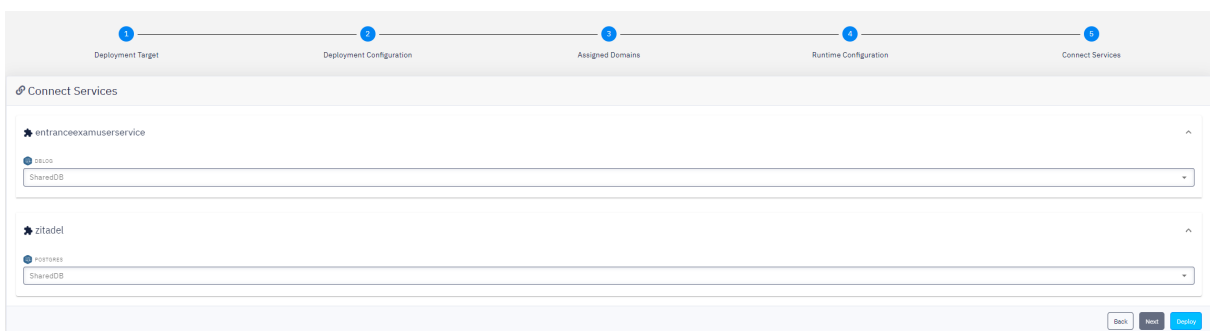 1 2 3 4 5
Deployment Target Deployment Configuration Assigned Domains Runtime Configuration Connect Services
Connect Services
entranceexamuserservice
DBLOG
SharedDB
zitadel
POSTGRES
SharedDB
Back Next Deploy